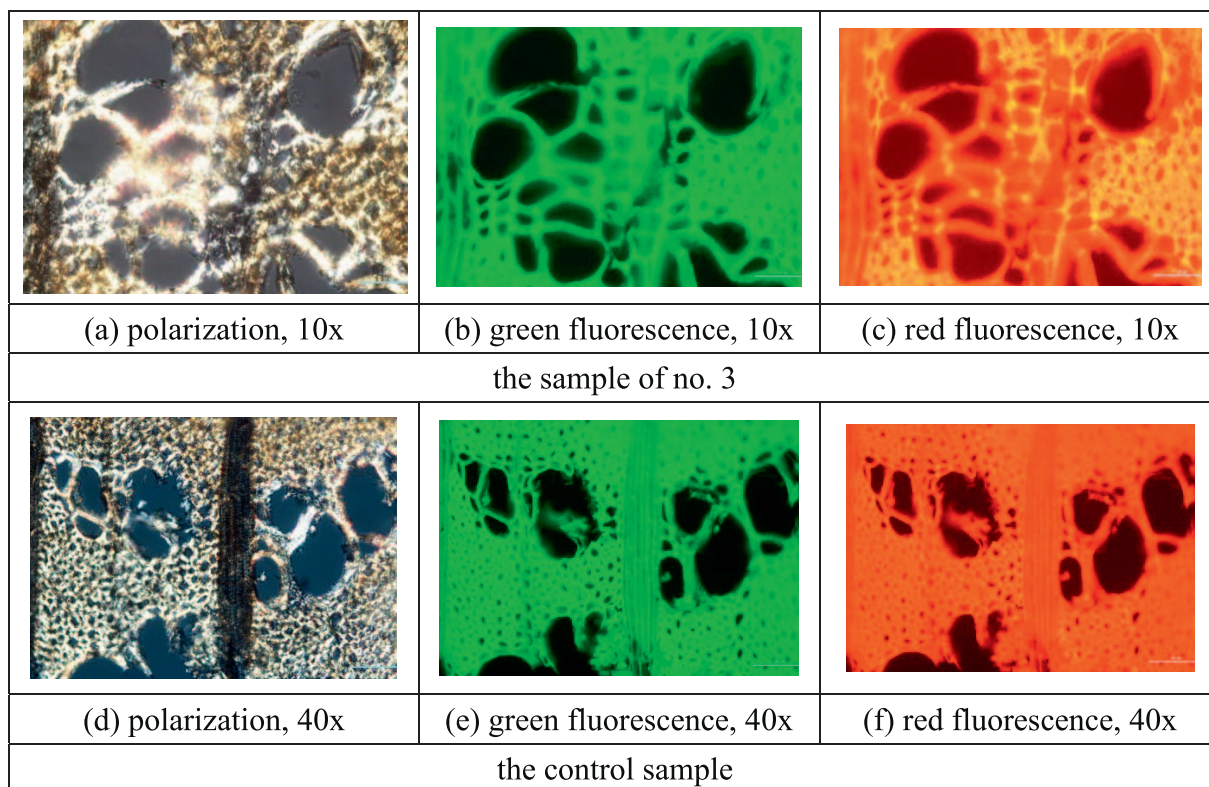 (a) polarization, 10x
(b) green fluorescence, 10x
(c) red fluorescence, 10x
the sample of no. 3
(d) polarization, 40x
(e) green fluorescence, 40x
(f) red fluorescence, 40x
the control sample